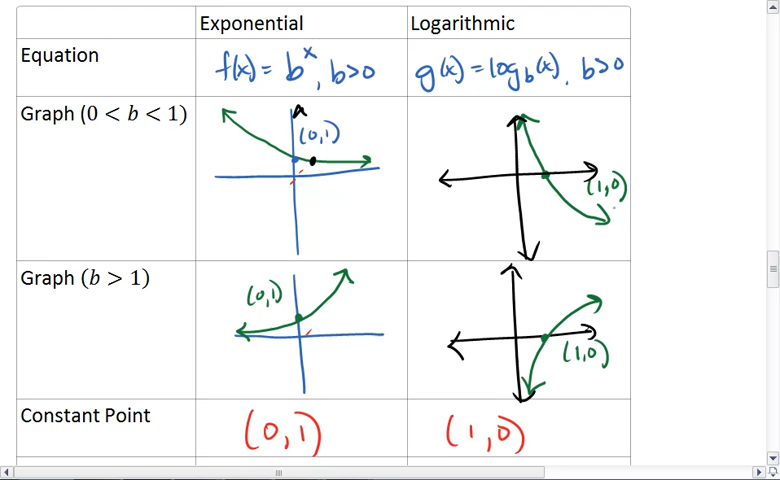 Exponential Logarithmic
Equation f(x) = b^x, b>0 g(x) = log_b(x), b>0
Graph (0 < b < 1) (0,1) (1,0)
Graph (b > 1) (0,1) (1,0)
Constant Point (0,1) (1,0)